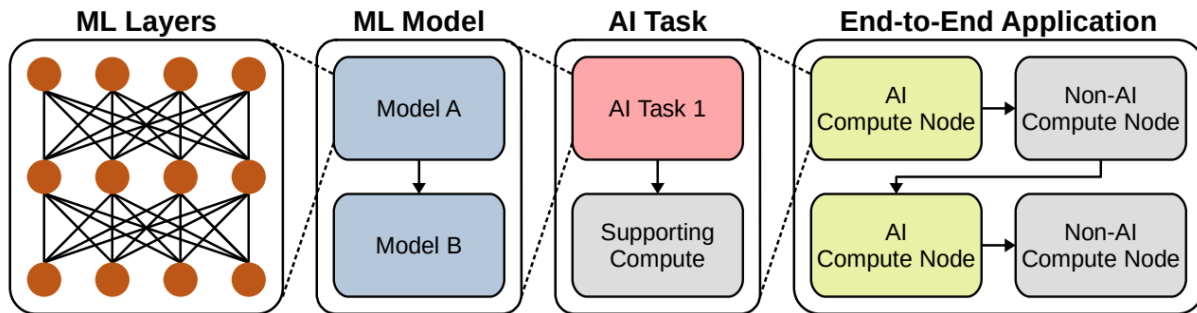 ML Layers
ML Model
AI Task
End-to-End Application
Model A
Model B
AI Task 1
Supporting
Compute
AI
Compute Node
Non-AI
Compute Node
AI
Compute Node
Non-AI
Compute Node